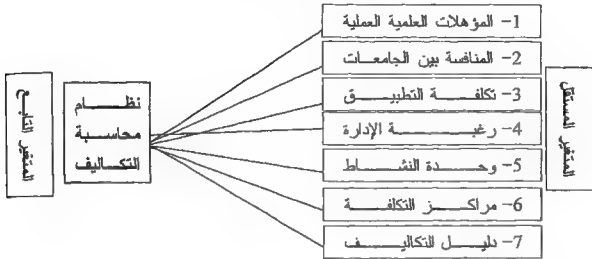 المتغير المستقل
1- المؤهلات العلمية العملية
2- المنافسة بين الجامعات
3- تكلفة التطبيق
4- رغبة الإدارة
5- وحدة النشاط
6- مراكز التكلفة
7- دليل التكاليف
نظام
محاسبة
التكاليف
المتغير التابع